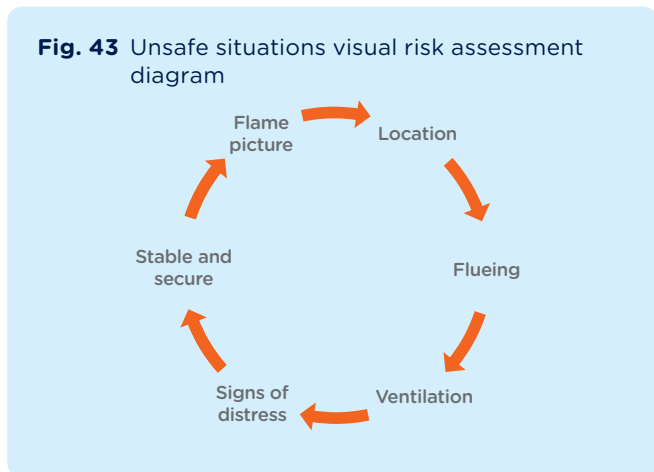 Fig. 43 Unsafe situations visual risk assessment
diagram
Flame
picture
Location
Flueing
Ventilation
Signs of
distress
Stable and
secure